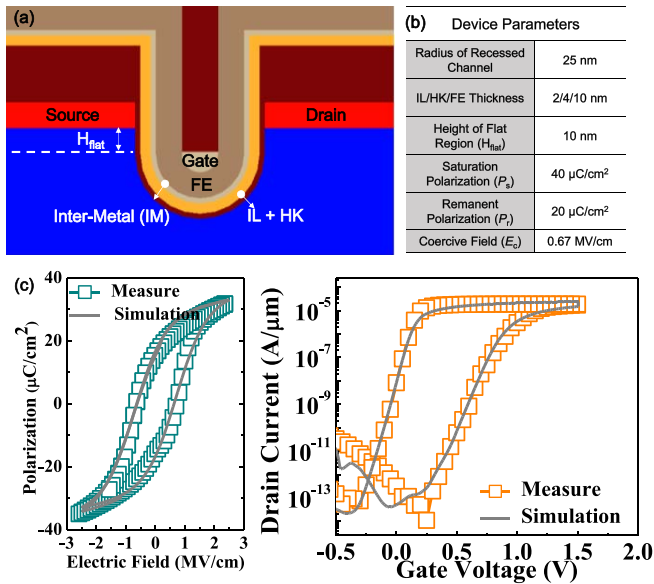 (a)
Source
Drain
H_flat
Gate
FE
Inter-Metal (IM)
IL + HK
(b)
Device Parameters
Radius of Recessed
Channel
25 nm
IL/HK/FE Thickness
2/4/10 nm
Height of Flat
Region (H_flat)
10 nm
Saturation
Polarization (P_s)
40 μC/cm²
Remanent
Polarization (P_r)
20 μC/cm²
Coercive Field (E_c)
0.67 MV/cm
(c)
Polarization (μC/cm²)
40
20
0
-20
-40
Measure
Simulation
-3 -2 -1 0 1 2 3
Electric Field (MV/cm)
Drain Current (A/μm)
10⁻⁵
10⁻⁷
10⁻⁹
10⁻¹¹
10⁻¹³
Measure
Simulation
-0.5 0.0 0.5 1.0 1.5 2.0
Gate Voltage (V)